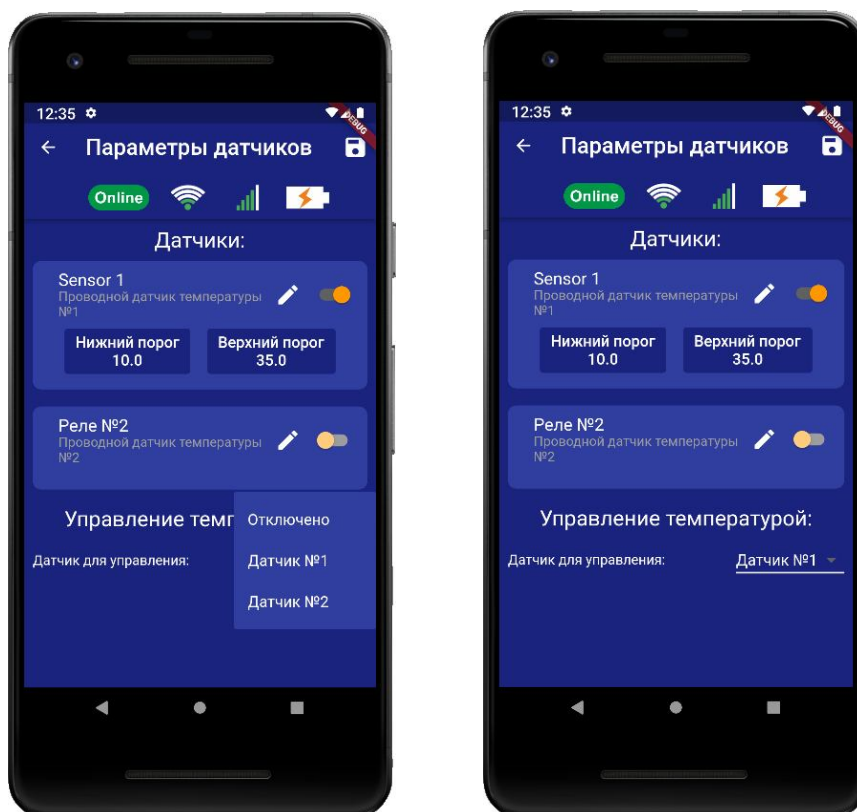 12:35
DEBUG
Параметры датчиков
Online
Датчики:
Sensor 1
Проводной датчик температуры
№1
Нижний порог
10.0
Верхний порог
35.0
Реле №2
Проводной датчик температуры
№2
Управление темп
Отключено
Датчик для управления:
Датчик №1
Датчик №2
12:35
DEBUG
Параметры датчиков
Online
Датчики:
Sensor 1
Проводной датчик температуры
№1
Нижний порог
10.0
Верхний порог
35.0
Реле №2
Проводной датчик температуры
№2
Управление температурой:
Датчик для управления:
Датчик №1